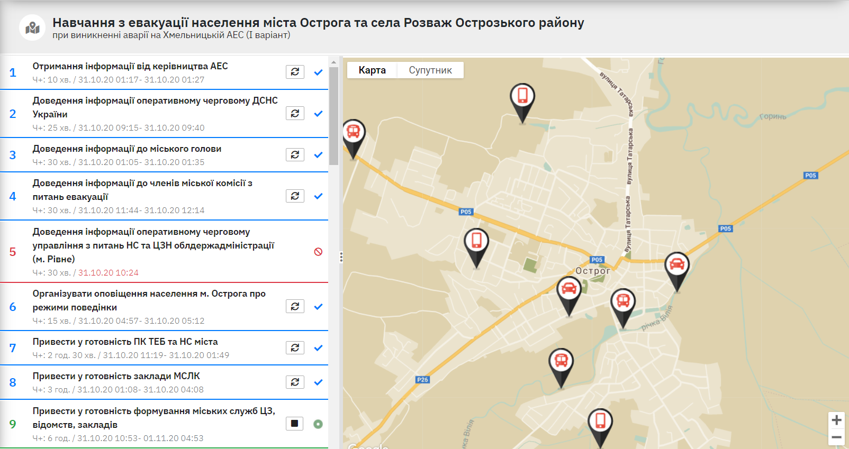 Навчання з евакуації населення міста Острога та села Розваж Острозького району
при виникненні аварії на Хмельницькій АЕС (I варіант)
1 Отримання інформації від керівництва АЕС
Ч+: 10 хв. / 31.10.20 01:17- 31.10.20 01:27
2 Доведення інформації оперативному черговому ДСНС
України
Ч+: 25 хв. / 31.10.20 09:15- 31.10.20 09:40
3 Доведення інформації до міського голови
Ч+: 30 хв. / 31.10.20 01:05- 31.10.20 01:35
4 Доведення інформації до членів міської комісії з
питань евакуації
Ч+: 30 хв. / 31.10.20 11:44- 31.10.20 12:14
5 Доведення інформації оперативному черговому
управління з питань НС та ЦЗН облдержадміністрації
(м. Рівне)
Ч+: 30 хв. / 31.10.20 10:24
6 Організувати оповіщення населення м. Острога про
режими поведінки
Ч+: 15 хв. / 31.10.20 04:57- 31.10.20 05:12
7 Привести у готовність ПК ТЕБ та НС міста
Ч+: 2 год. 30 хв. / 31.10.20 11:19- 31.10.20 01:49
8 Привести у готовність заклади МСЛК
Ч+: 3 год. / 31.10.20 01:08- 31.10.20 04:08
9 Привести у готовність формування міських служб ЦЗ,
відомств, закладів
Ч+: 6 год. / 31.10.20 10:53- 01.11.20 04:53
Карта Супутник
вулиця Татарська
вулиця Татарська
вулиця Татарська
Горинь
P05
P05
P05
P05
Острог
річка Вілія
P26
річка Вілія
Google
+
−